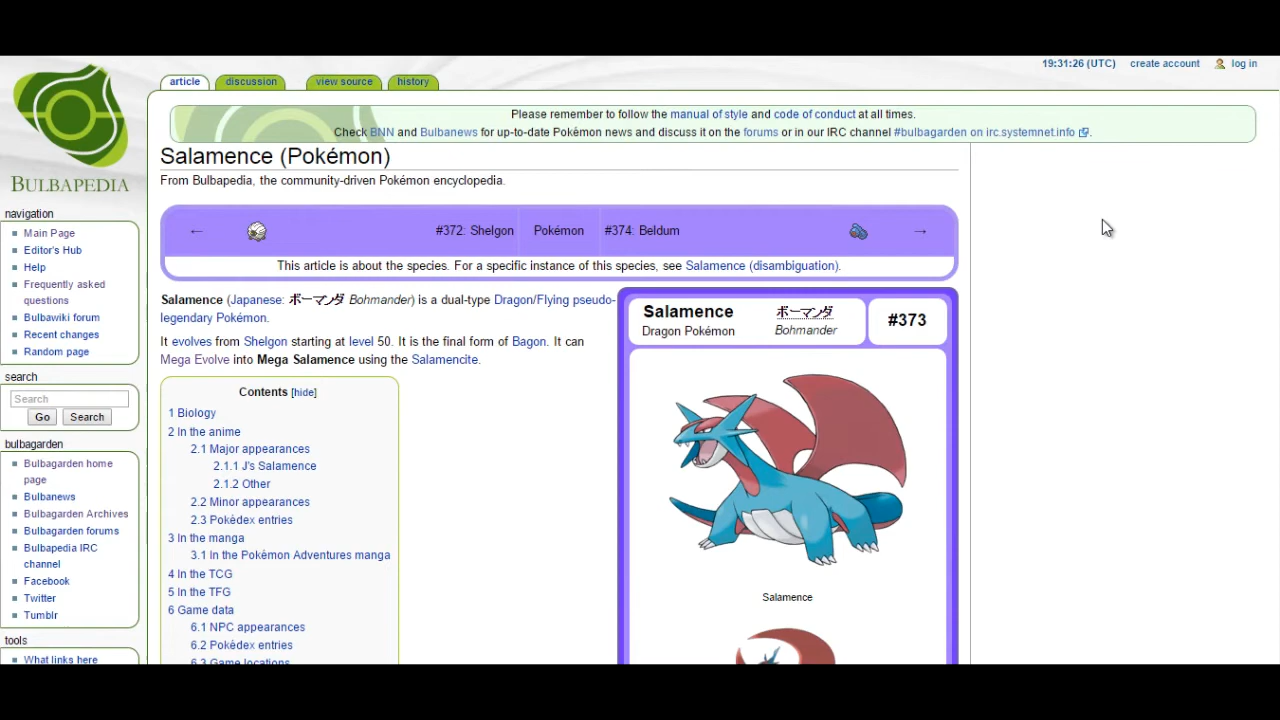 19:31:26 (UTC) create account log in
article discussion view source history
Please remember to follow the manual of style and code of conduct at all times.
Check BNN and Bulbanews for up-to-date Pokémon news and discuss it on the forums or in our IRC channel #bulbagarden on irc.systemnet.info.
BULBAPEDIA
navigation
Main Page
Editor's Hub
Help
Frequently asked
questions
Bulbawiki forum
Recent changes
Random page
search
Search
Go Search
bulbagarden
Bulbagarden home
page
Bulbanews
Bulbagarden Archives
Bulbagarden forums
Bulbapedia IRC
channel
Facebook
Twitter
Tumblr
tools
What links here
Salamence (Pokémon)
From Bulbapedia, the community-driven Pokémon encyclopedia.
← #372: Shelgon Pokémon #374: Beldum →
This article is about the species. For a specific instance of this species, see Salamence (disambiguation).
Salamence (Japanese: ボーマンダ Bohmander) is a dual-type Dragon/Flying pseudo-
legendary Pokémon.
It evolves from Shelgon starting at level 50. It is the final form of Bagon. It can
Mega Evolve into Mega Salamence using the Salamencite.
Contents [hide]
1 Biology
2 In the anime
2.1 Major appearances
2.1.1 J's Salamence
2.1.2 Other
2.2 Minor appearances
2.3 Pokédex entries
3 In the manga
3.1 In the Pokémon Adventures manga
4 In the TCG
5 In the TFG
6 Game data
6.1 NPC appearances
6.2 Pokédex entries
6.3 Game locations
Salamence ボーマンダ #373
Dragon Pokémon Bohmander
Salamence